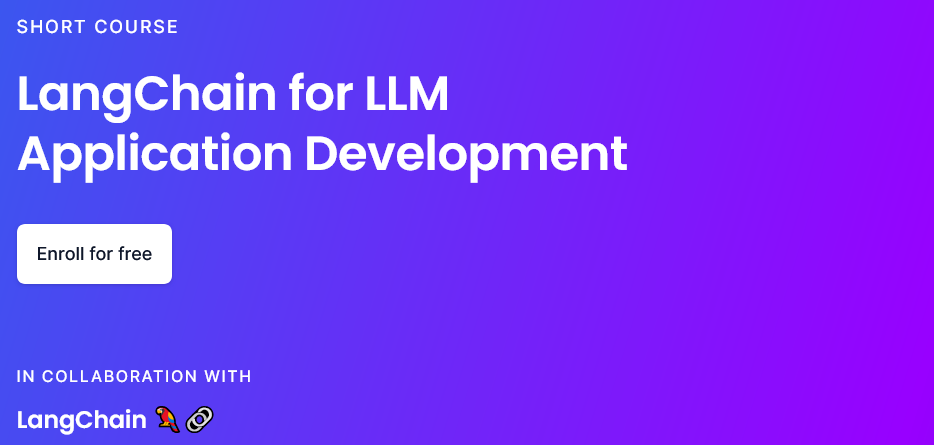 SHORT COURSE
LangChain for LLM
Application Development
Enroll for free
IN COLLABORATION WITH
LangChain 🦜🔗